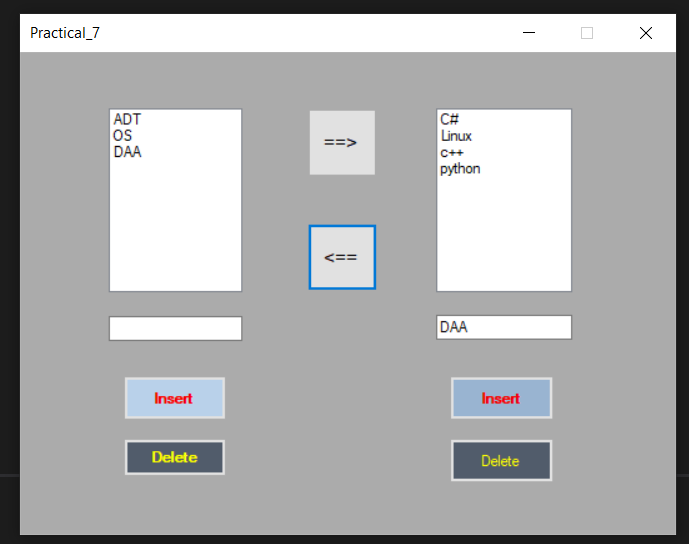 Practical_7
ADT
OS
DAA
==>
<==
C#
Linux
c++
python
DAA
Insert
Delete
Insert
Delete